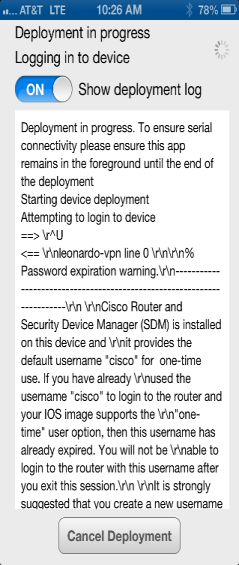 AT&T LTE 10:26 AM 78%
Deployment in progress
Logging in to device
ON Show deployment log
Deployment in progress. To ensure serial
connectivity please ensure this app
remains in the foreground until the end of
the deployment
Starting device deployment
Attempting to login to device
==> \r^U
<== \r\nleonardo-vpn line 0 \r\n\r\n%
Password expiration warning.\r\n-----------
--------------------------------------------------
-----------\r\n \r\nCisco Router and
Security Device Manager (SDM) is installed
on this device and \r\nit provides the
default username "cisco" for  one-time
use. If you have already \r\nused the
username "cisco" to login to the router and
your IOS image supports the \r\n"one-
time" user option, then this username has
already expired. You will not be \r\nable to
login to the router with this username after
you exit this session.\r\n \r\nIt is strongly
suggested that you create a new username
Cancel Deployment